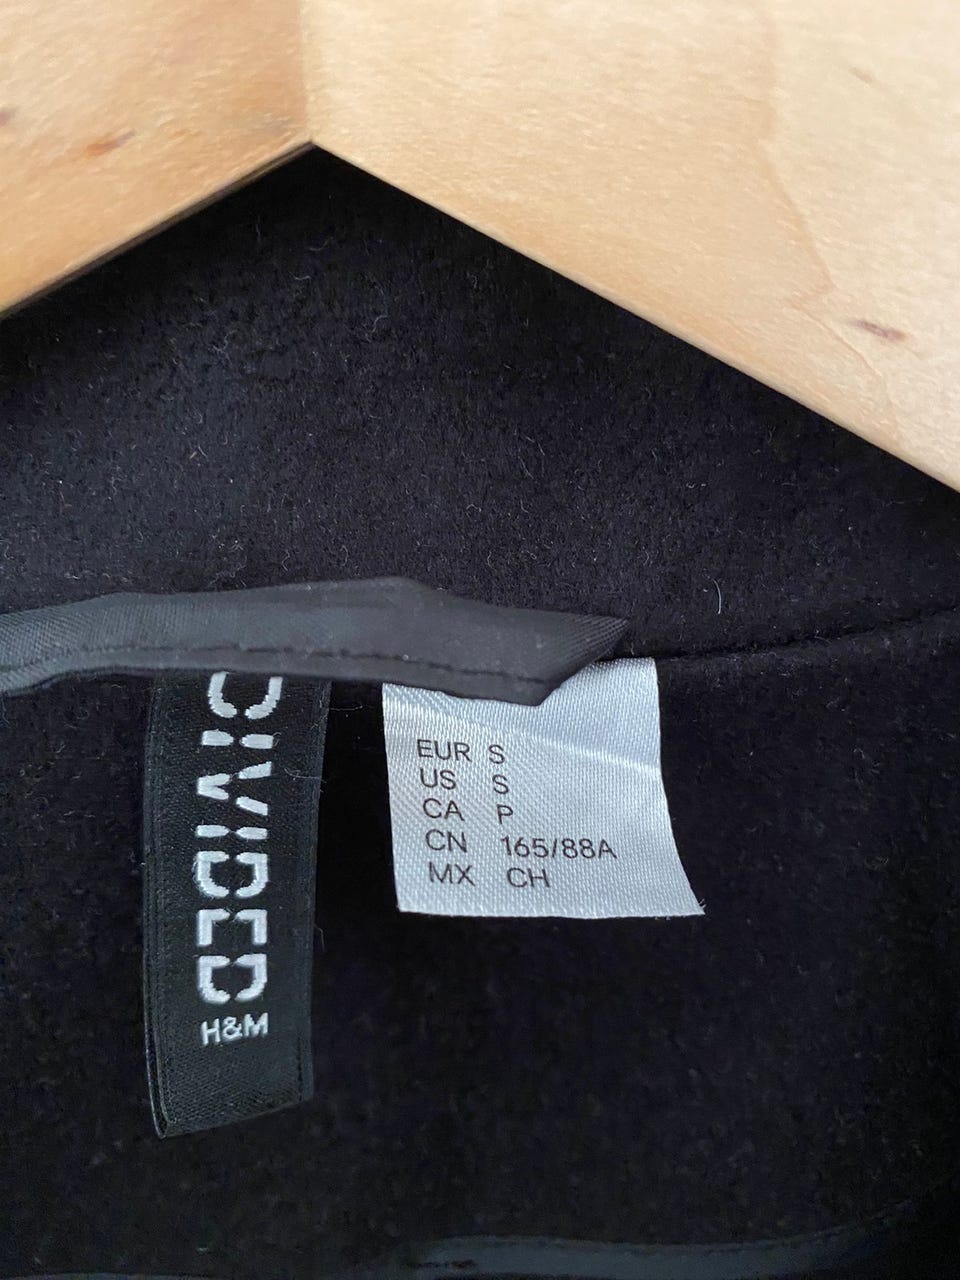 DIVIDED
H&M
EUR S
US S
CA P
CN 165/88A
MX CH